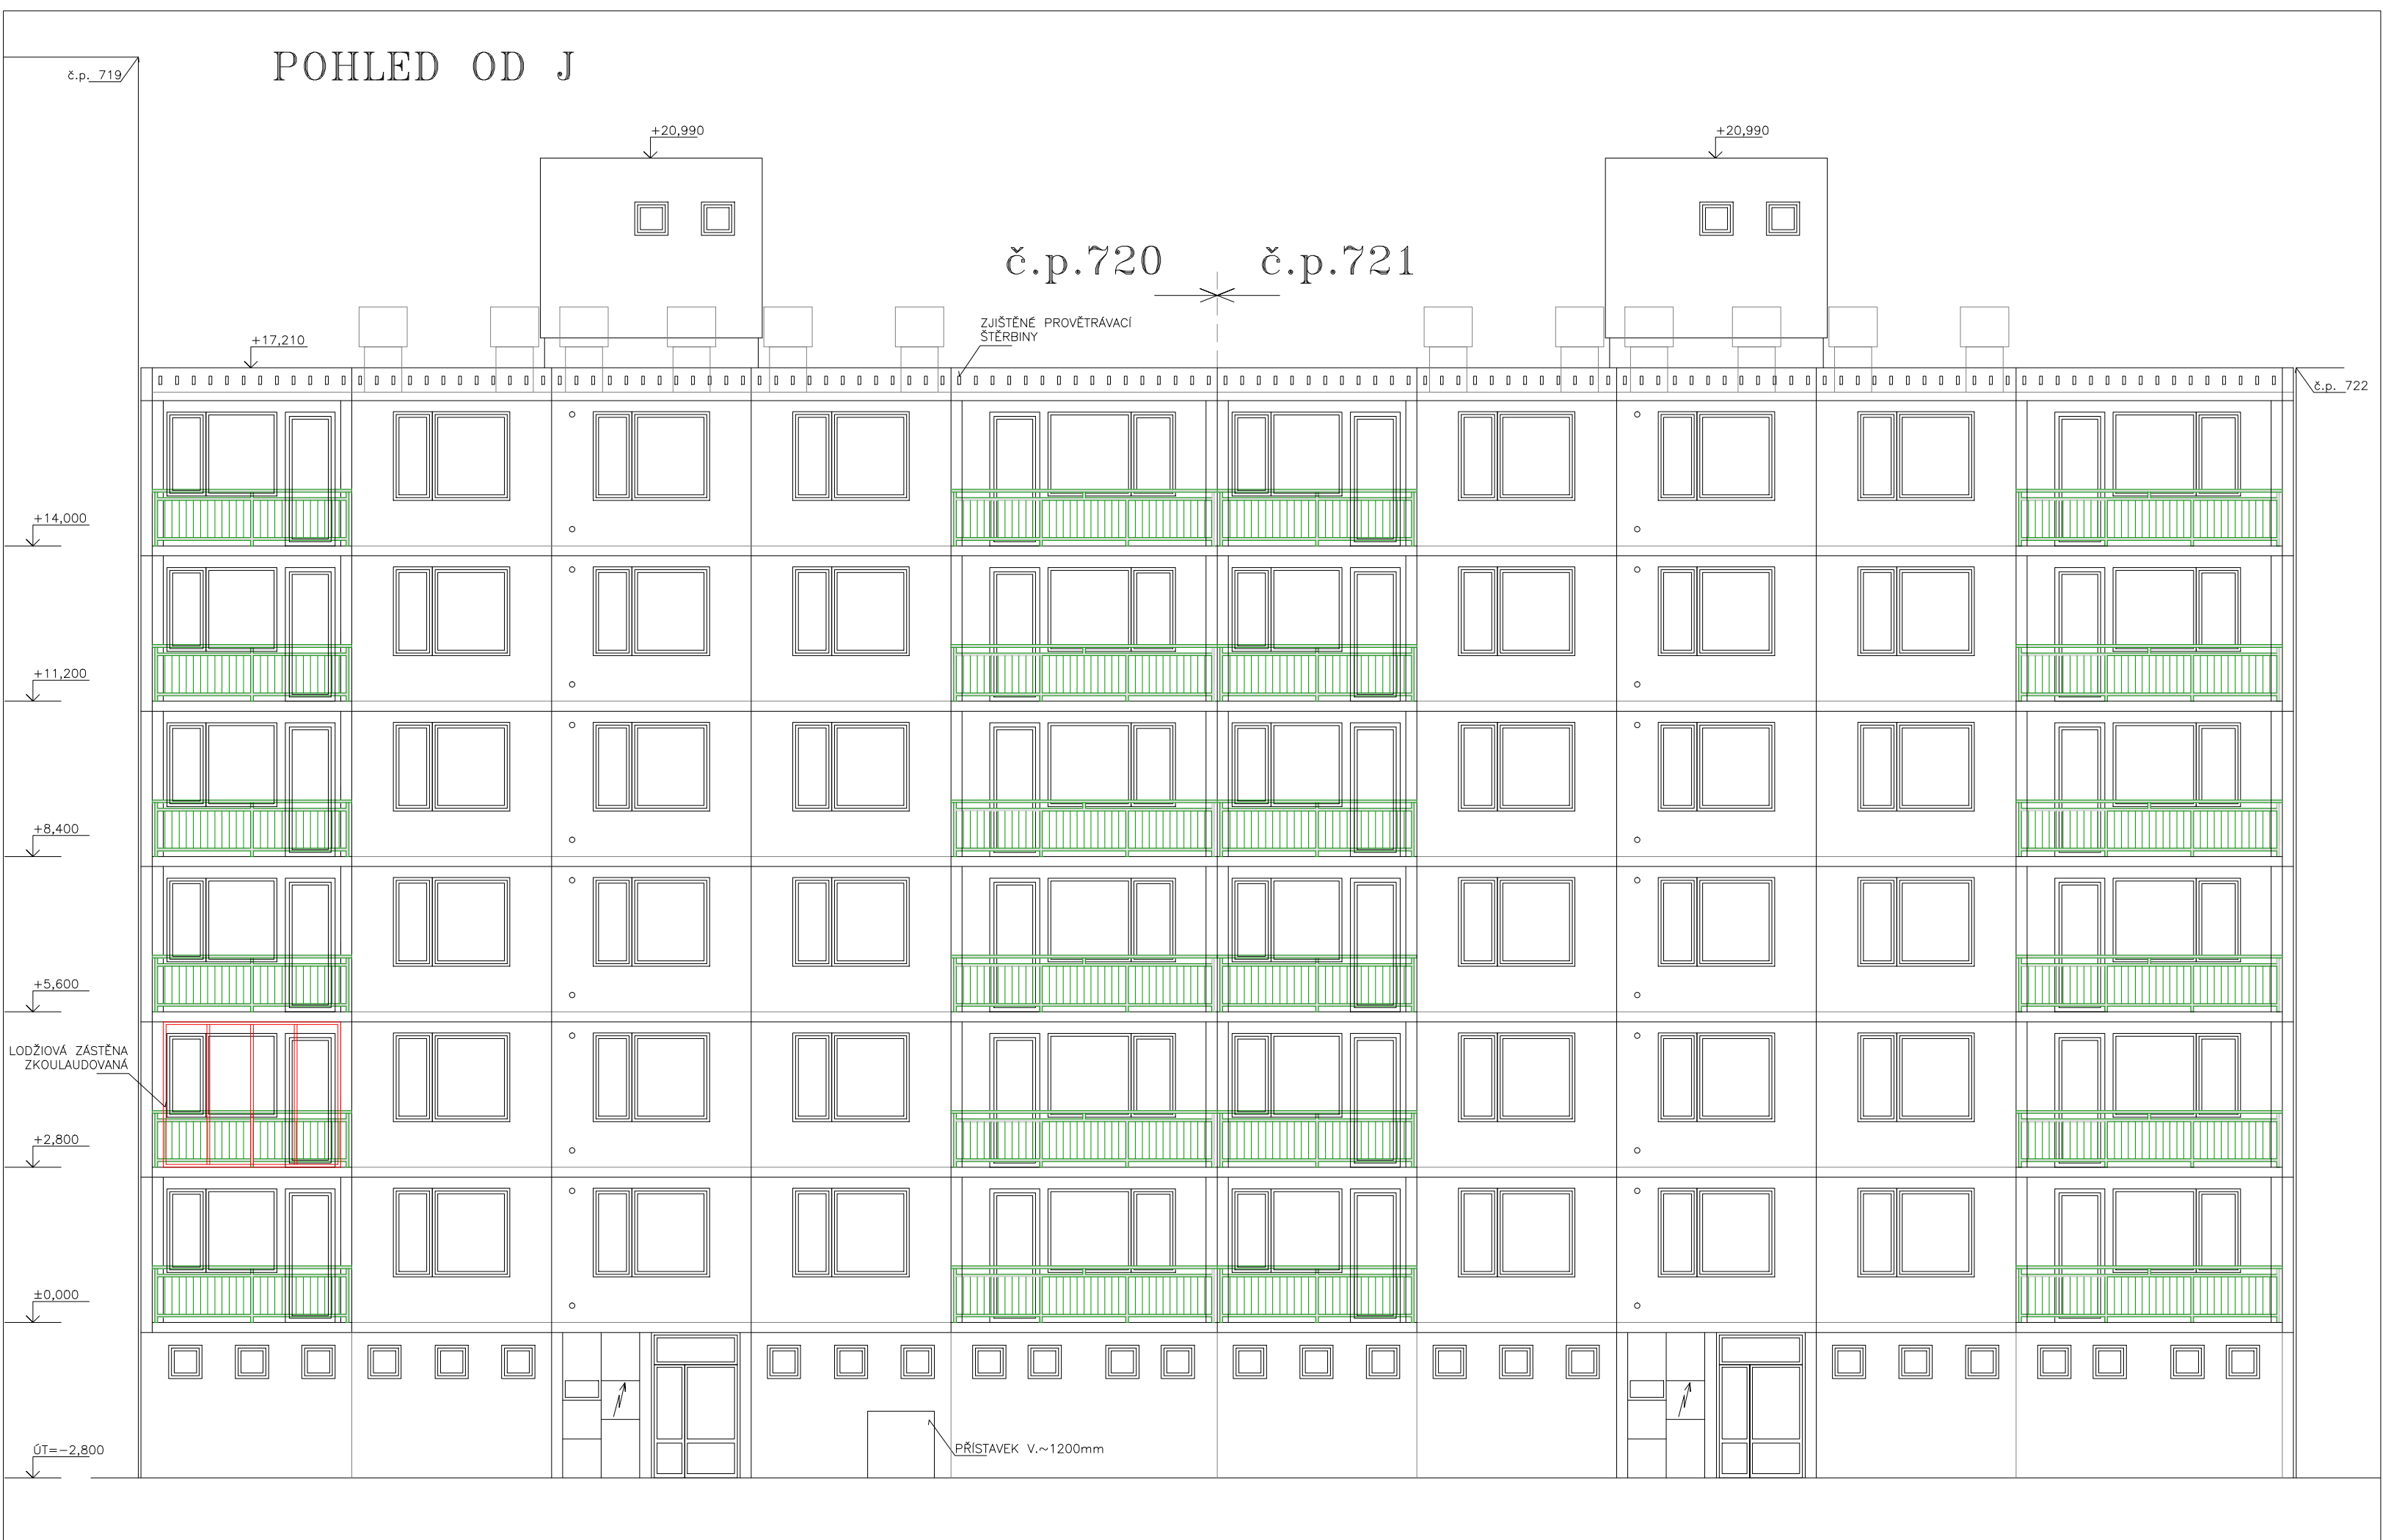 POHLED OD J
č.p. 719
+20,990
+20,990
č.p.720
č.p.721
ZJIŠTĚNÉ PROVĚTRÁVACÍ
ŠTĚRBINY
+17,210
č.p. 722
+14,000
+11,200
+8,400
+5,600
LODŽIOVÁ ZÁSTĚNA
ZKOULAUDOVANÁ
+2,800
±0,000
ÚT=−2,800
PŘÍSTAVEK V.~1200mm